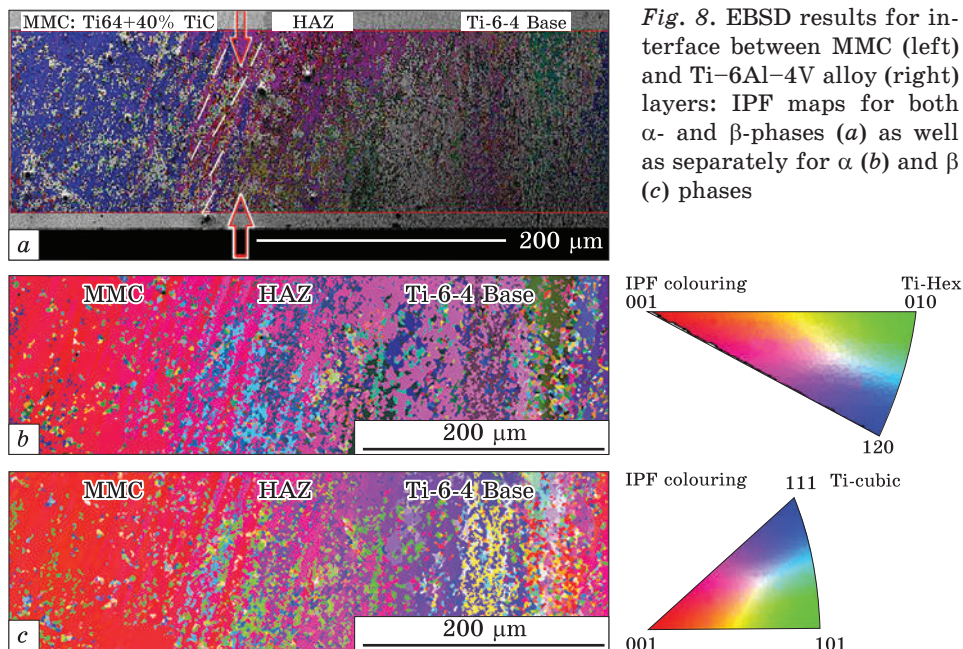 MMC: Ti64+40% TiC HAZ Ti-6-4 Base
a
200 μm
Fig. 8. EBSD results for in-
terface between MMC (left)
and Ti–6Al–4V alloy (right)
layers: IPF maps for both
α- and β-phases (a) as well
as separately for α (b) and β
(c) phases
MMC HAZ Ti-6-4 Base
b
200 μm
IPF colouring Ti-Hex
001 010
120
MMC HAZ Ti-6-4 Base
c
200 μm
IPF colouring 111 Ti-cubic
001 101